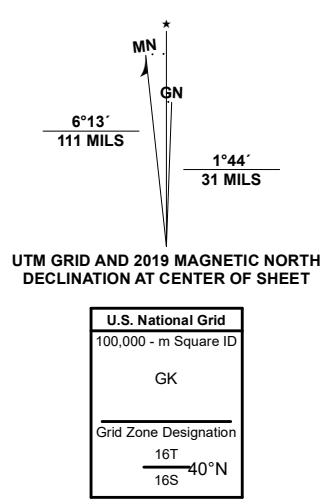 MN
GN
6°13´
111 MILS
1°44´
31 MILS
UTM GRID AND 2019 MAGNETIC NORTH
DECLINATION AT CENTER OF SHEET
U.S. National Grid
100,000 - m Square ID
GK
Grid Zone Designation
16T
40°N
16S